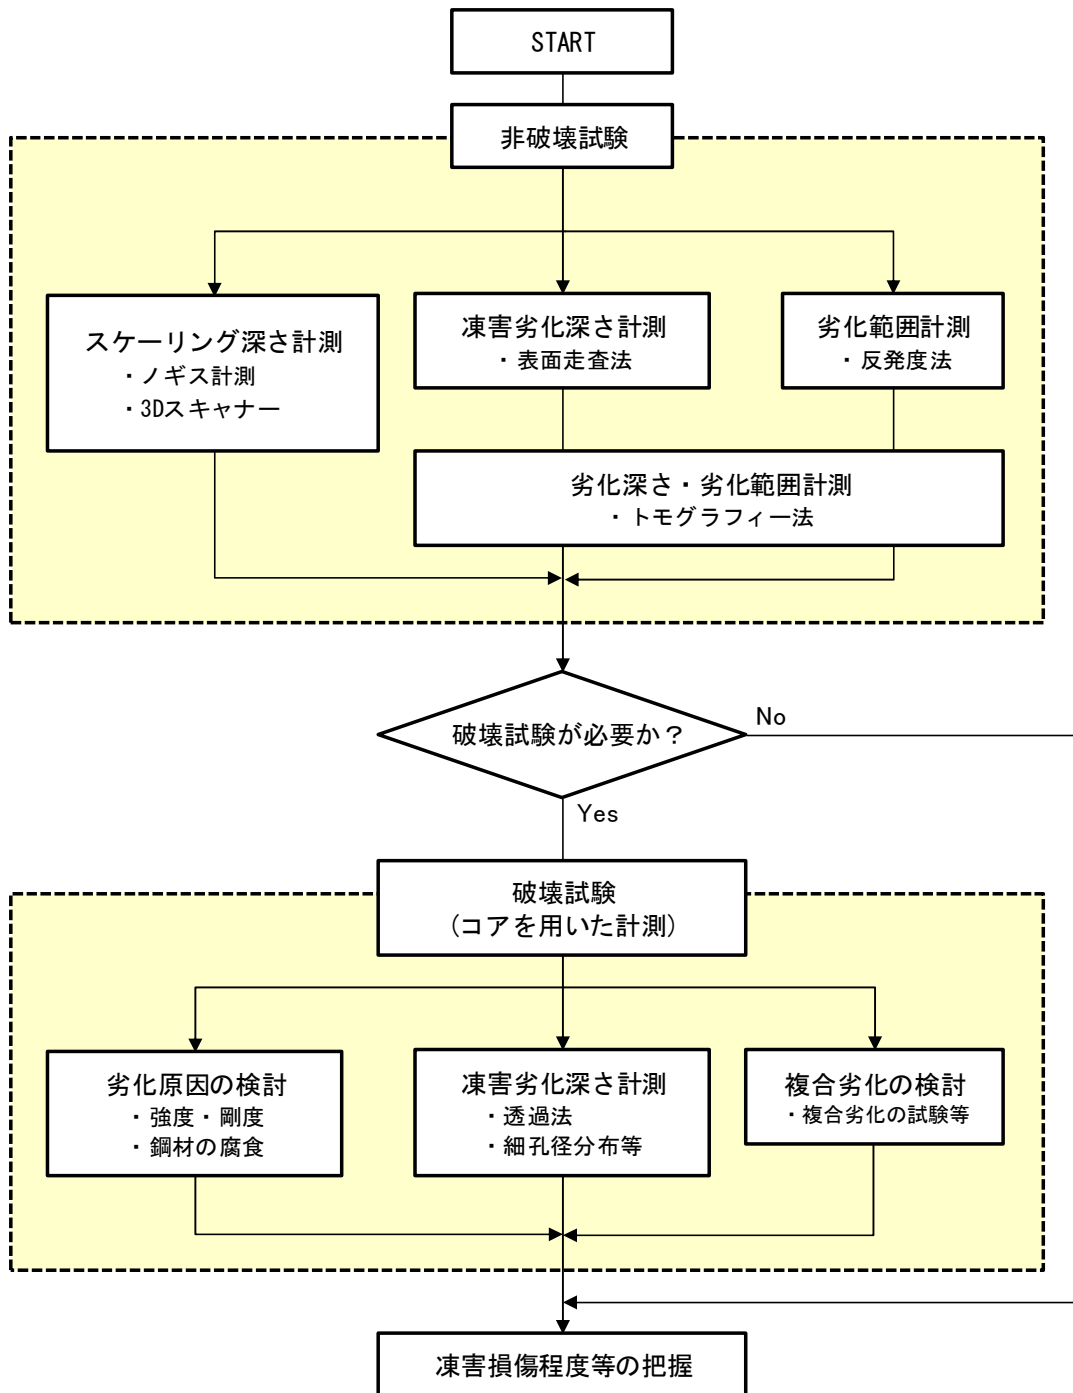 START
非破壊試験
スケーリング深さ計測
・ノギス計測
・3Dスキャナー
凍害劣化深さ計測
・表面走査法
劣化範囲計測
・反発度法
劣化深さ・劣化範囲計測
・トモグラフィー法
破壊試験が必要か？
No
Yes
破壊試験
(コアを用いた計測)
劣化原因の検討
・強度・剛度
・鋼材の腐食
凍害劣化深さ計測
・透過法
・細孔径分布等
複合劣化の検討
・複合劣化の試験等
凍害損傷程度等の把握